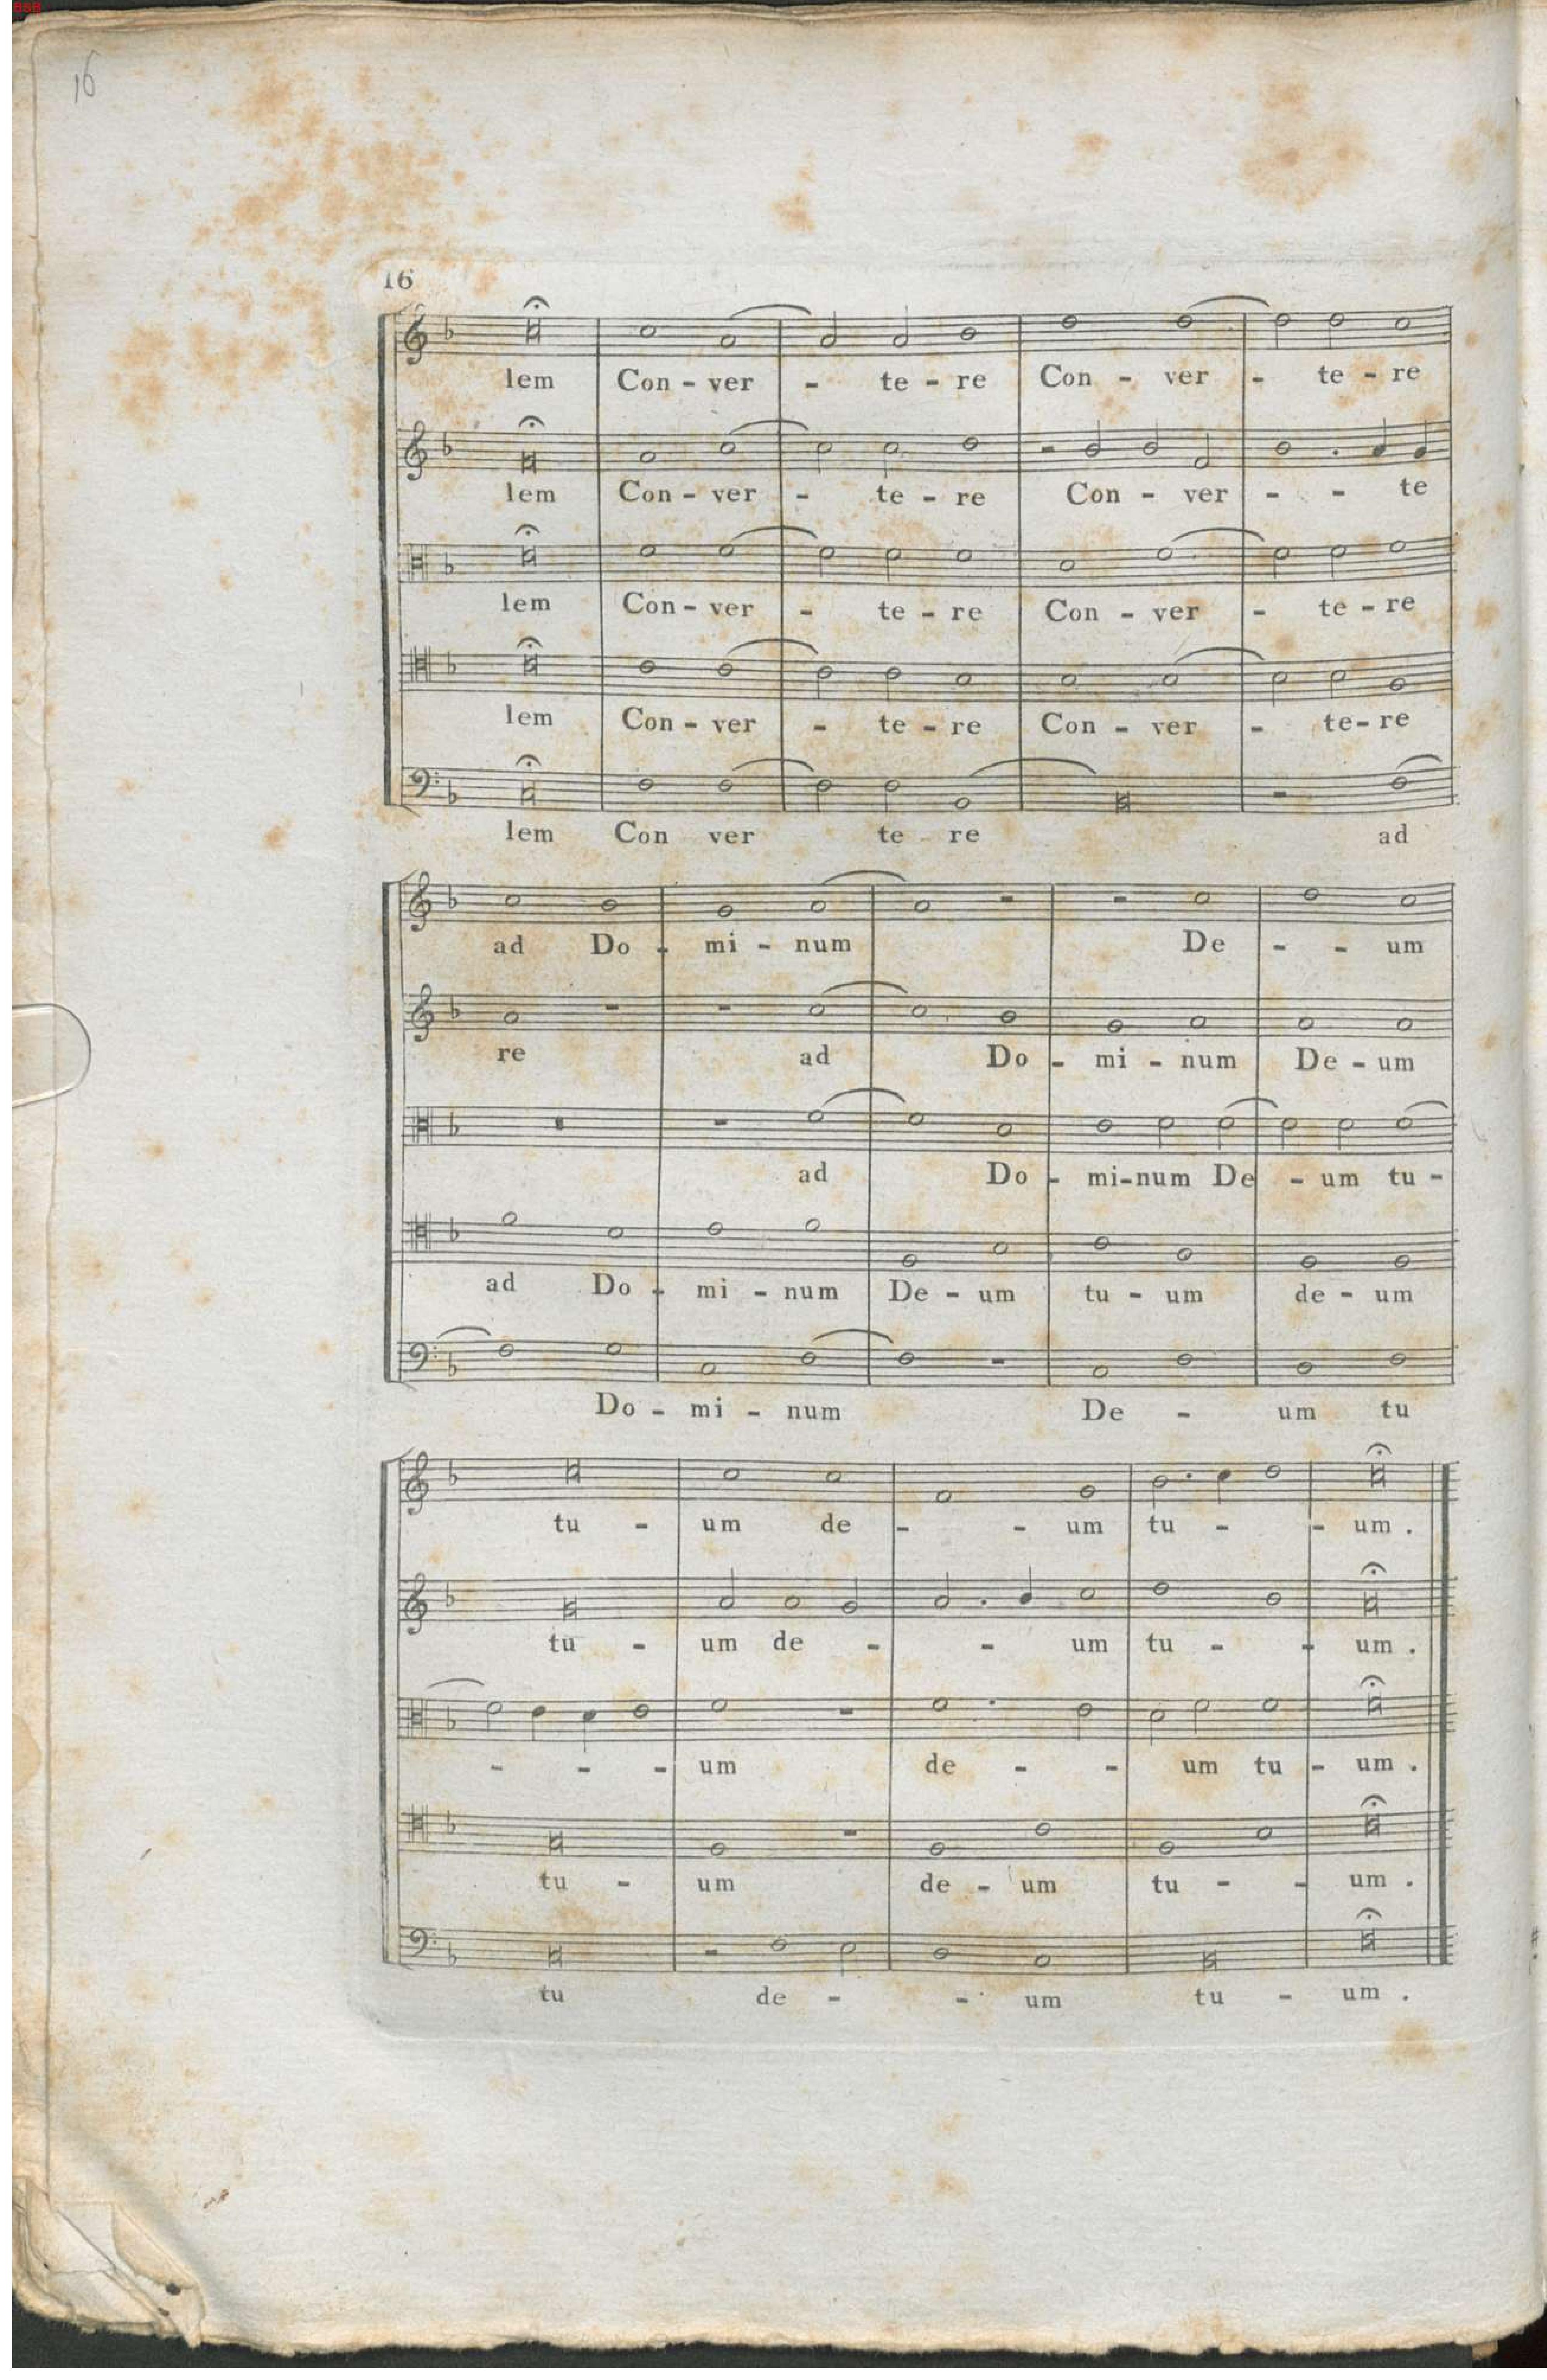 BSB
16
16
lem Con - ver - te - re Con - ver - te - re
lem Con - ver - te - re Con - ver - - te
lem Con - ver - te - re Con - ver - te - re
lem Con - ver - te - re Con - ver - te - re
lem Con ver te re ad
ad Do - mi - num De - - um
re ad Do - mi - num De - um
ad Do - mi - num De - um tu -
ad Do - mi - num De - um tu - um de - um
Do - mi - num De - um tu
tu - um de - - um tu - - um .
tu - um de - - um tu - - um .
- - - um de - - um tu - um .
tu - um de - um tu - - um .
tu de - - um tu - um .